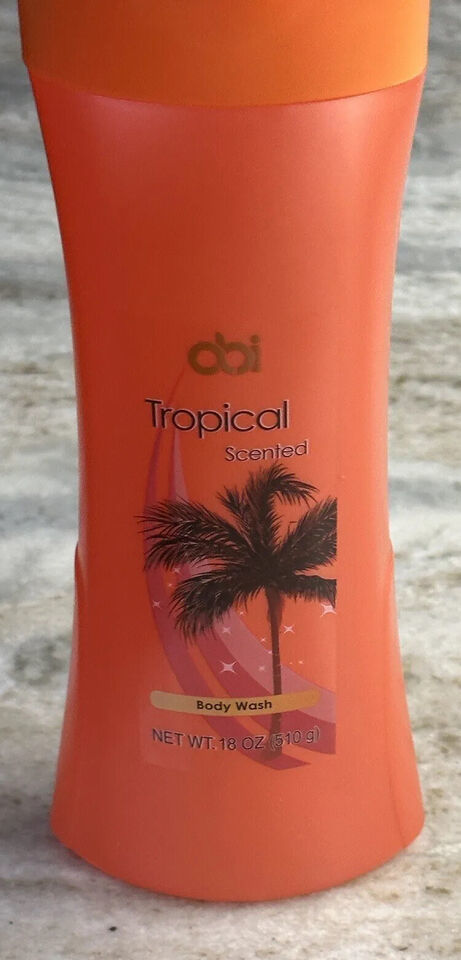 obi
Tropical
Scented
Body Wash
NET WT. 18 OZ (510 g)